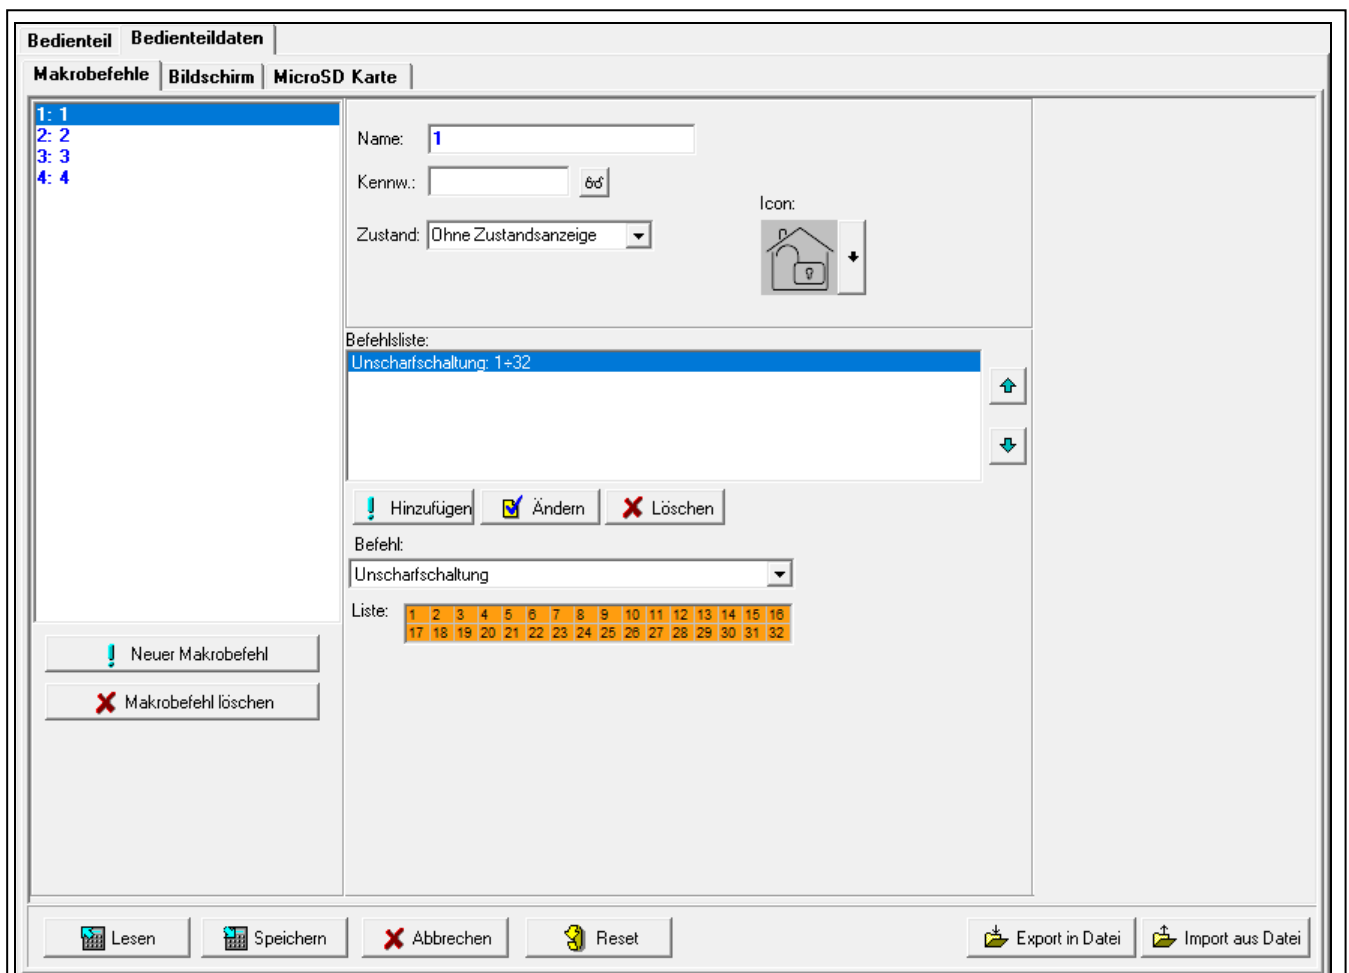 Bedienteil Bedienteildaten
Makrobefehle Bildschirm MicroSD Karte
1: 1
2: 2
3: 3
4: 4
Neuer Makrobefehl
Makrobefehl löschen
Name: 1
Kennw.:
Zustand: Ohne Zustandsanzeige
Icon:
Befehlsliste:
Unscharfschaltung: 1÷32
Hinzufügen Ändern Löschen
Befehl:
Unscharfschaltung
Liste: 1 2 3 4 5 6 7 8 9 10 11 12 13 14 15 16
17 18 19 20 21 22 23 24 25 26 27 28 29 30 31 32
Lesen Speichern Abbrechen Reset Export in Datei Import aus Datei